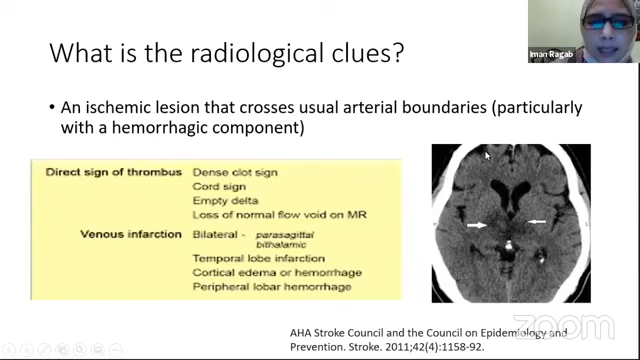 Iman Ragab
What is the radiological clues?
• An ischemic lesion that crosses usual arterial boundaries (particularly
with a hemorrhagic component)
Direct sign of thrombus Dense clot sign
Cord sign
Empty delta
Loss of normal flow void on MR
Venous infarction Bilateral - parasagittal
bithalamic
Temporal lobe infarction
Cortical edema or hemorrhage
Peripheral lobar hemorrhage
zoom
AHA Stroke Council and the Council on Epidemiology and
Prevention. Stroke. 2011;42(4):1158-92.